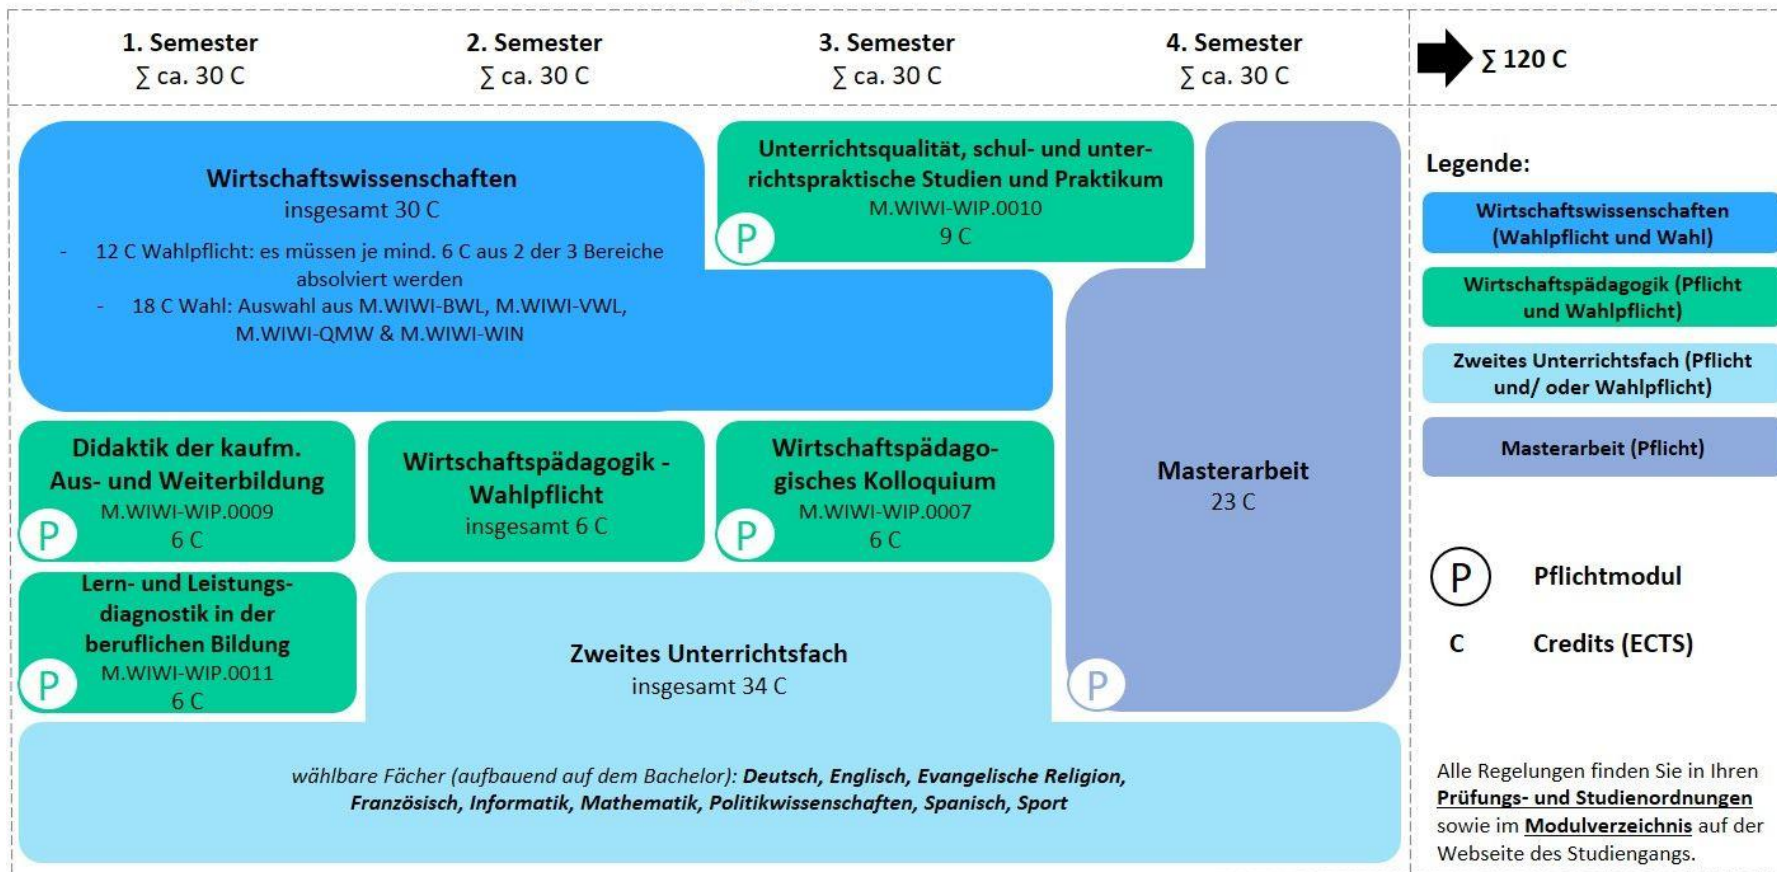 1. Semester
∑ ca. 30 C
2. Semester
∑ ca. 30 C
3. Semester
∑ ca. 30 C
4. Semester
∑ ca. 30 C
∑ 120 C
Wirtschaftswissenschaften
insgesamt 30 C
- 12 C Wahlpflicht: es müssen je mind. 6 C aus 2 der 3 Bereiche
absolviert werden
- 18 C Wahl: Auswahl aus M.WIWI-BWL, M.WIWI-VWL,
M.WIWI-QMW & M.WIWI-WIN
Unterrichtsqualität, schul- und unter-
richtspraktische Studien und Praktikum
M.WIWI-WIP.0010
9 C
P
Didaktik der kaufm.
Aus- und Weiterbildung
M.WIWI-WIP.0009
6 C
P
Wirtschaftspädagogik -
Wahlpflicht
insgesamt 6 C
Wirtschaftspädago-
gisches Kolloquium
M.WIWI-WIP.0007
6 C
P
Masterarbeit
23 C
P
Lern- und Leistungs-
diagnostik in der
beruflichen Bildung
M.WIWI-WIP.0011
6 C
P
Zweites Unterrichtsfach
insgesamt 34 C
wählbare Fächer (aufbauend auf dem Bachelor): Deutsch, Englisch, Evangelische Religion,
Französisch, Informatik, Mathematik, Politikwissenschaften, Spanisch, Sport
Legende:
Wirtschaftswissenschaften
(Wahlpflicht und Wahl)
Wirtschaftspädagogik (Pflicht
und Wahlpflicht)
Zweites Unterrichtsfach (Pflicht
und/ oder Wahlpflicht)
Masterarbeit (Pflicht)
P Pflichtmodul
C Credits (ECTS)
Alle Regelungen finden Sie in Ihren
Prüfungs- und Studienordnungen
sowie im Modulverzeichnis auf der
Webseite des Studiengangs.